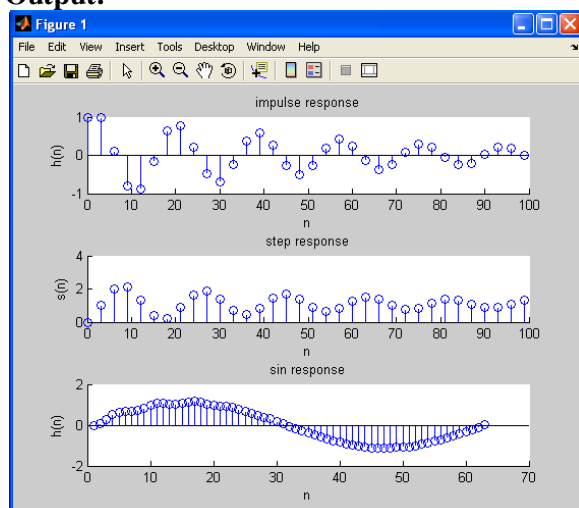 Output:
Figure 1
File Edit View Insert Tools Desktop Window Help
impulse response
1
0
-1
h(n)
0 10 20 30 40 50 60 70 80 90 100
n
step response
4
2
0
s(n)
0 10 20 30 40 50 60 70 80 90 100
n
sin response
2
0
-2
h(n)
0 10 20 30 40 50 60 70
n